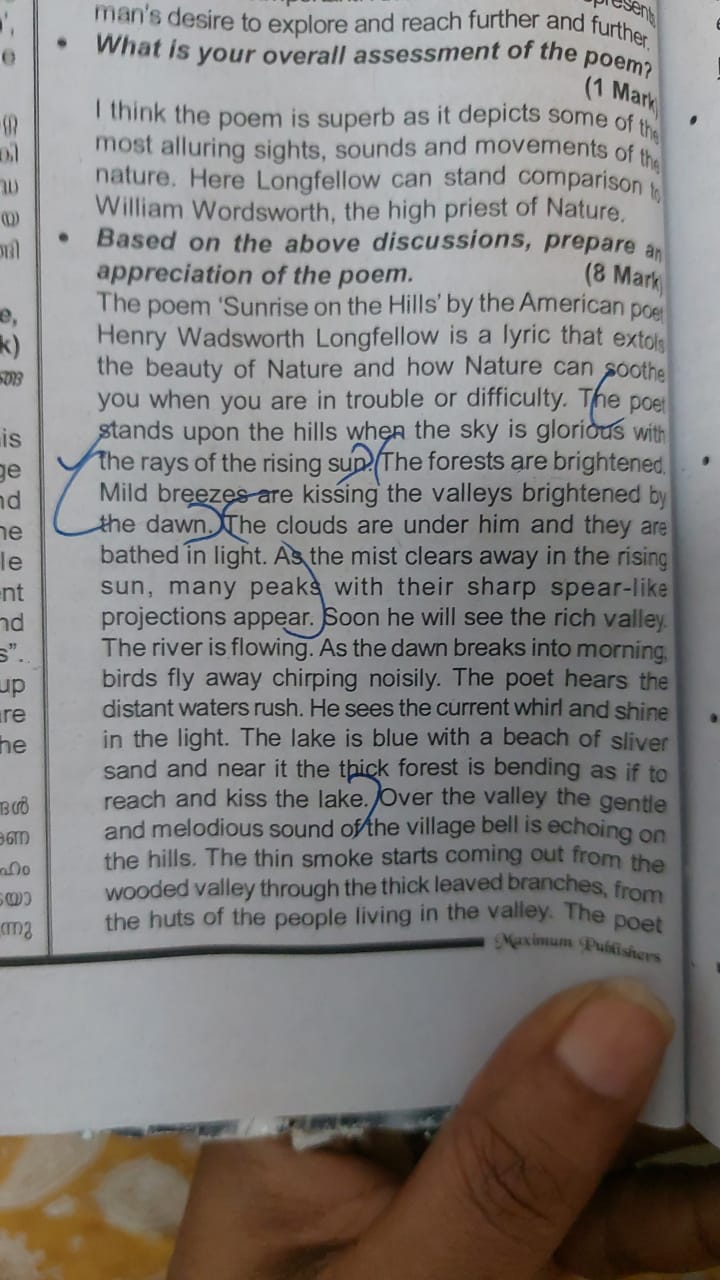 presents
man's desire to explore and reach further and further.
• What is your overall assessment of the poem?
(1 Mark)
I think the poem is superb as it depicts some of the
most alluring sights, sounds and movements of the
nature. Here Longfellow can stand comparison to
William Wordsworth, the high priest of Nature.
• Based on the above discussions, prepare an
appreciation of the poem. (8 Mark)
The poem ‘Sunrise on the Hills’ by the American poet
Henry Wadsworth Longfellow is a lyric that extols
the beauty of Nature and how Nature can soothe
you when you are in trouble or difficulty. The poet
stands upon the hills when the sky is glorious with
the rays of the rising sun. The forests are brightened.
Mild breezes are kissing the valleys brightened by
the dawn. The clouds are under him and they are
bathed in light. As the mist clears away in the rising
sun, many peaks with their sharp spear-like
projections appear. Soon he will see the rich valley.
The river is flowing. As the dawn breaks into morning,
birds fly away chirping noisily. The poet hears the
distant waters rush. He sees the current whirl and shine
in the light. The lake is blue with a beach of sliver
sand and near it the thick forest is bending as if to
reach and kiss the lake. Over the valley the gentle
and melodious sound of the village bell is echoing on
the hills. The thin smoke starts coming out from the
wooded valley through the thick leaved branches, from
the huts of the people living in the valley. The poet
Maximum Publishers